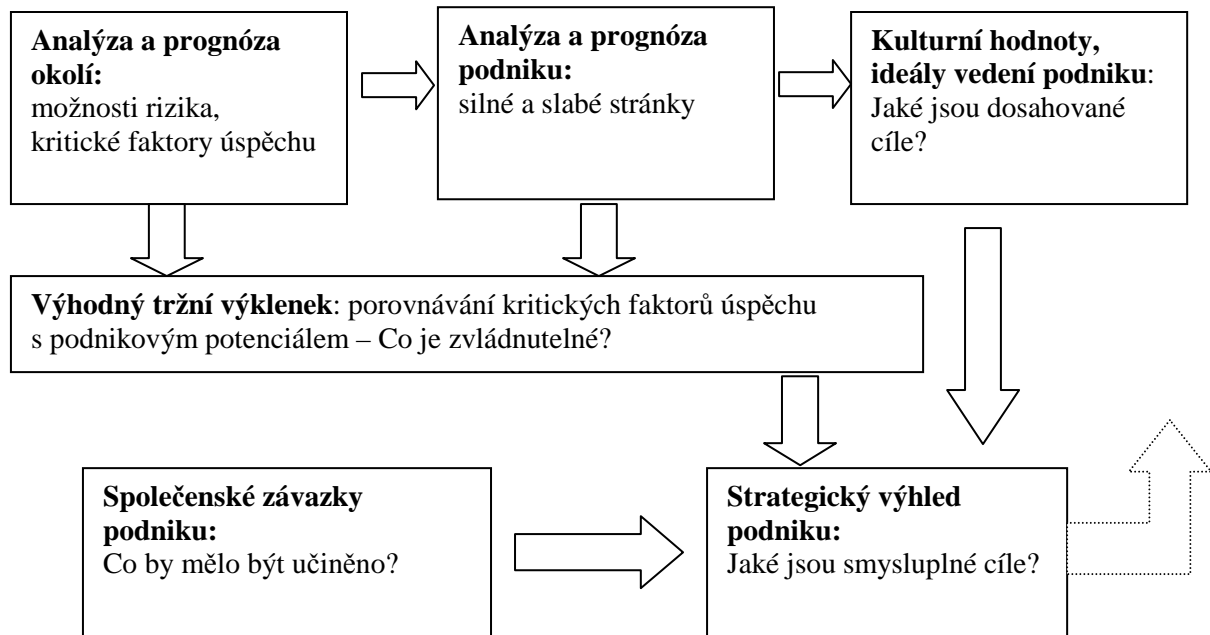 Analýza a prognóza
okolí:
možnosti rizika,
kritické faktory úspěchu
Analýza a prognóza
podniku:
silné a slabé stránky
Kulturní hodnoty,
ideály vedení podniku:
Jaké jsou dosahované
cíle?
Výhodný tržní výklenek: porovnávání kritických faktorů úspěchu
s podnikovým potenciálem – Co je zvládnutelné?
Společenské závazky
podniku:
Co by mělo být učiněno?
Strategický výhled
podniku:
Jaké jsou smysluplné cíle?